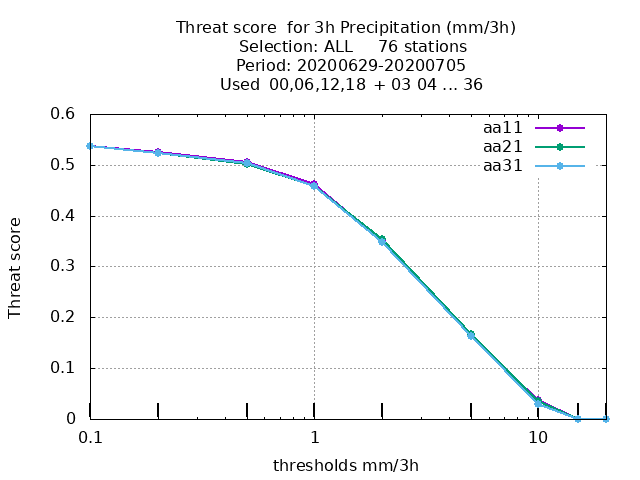 Threat score  for 3h Precipitation (mm/3h)
Selection: ALL     76 stations
Period: 20200629-20200705
Used  00,06,12,18  + 03 04 ... 36
aa11
aa21
aa31
Threat score
0.6
0.5
0.4
0.3
0.2
0.1
0
0.1 1 10
thresholds mm/3h